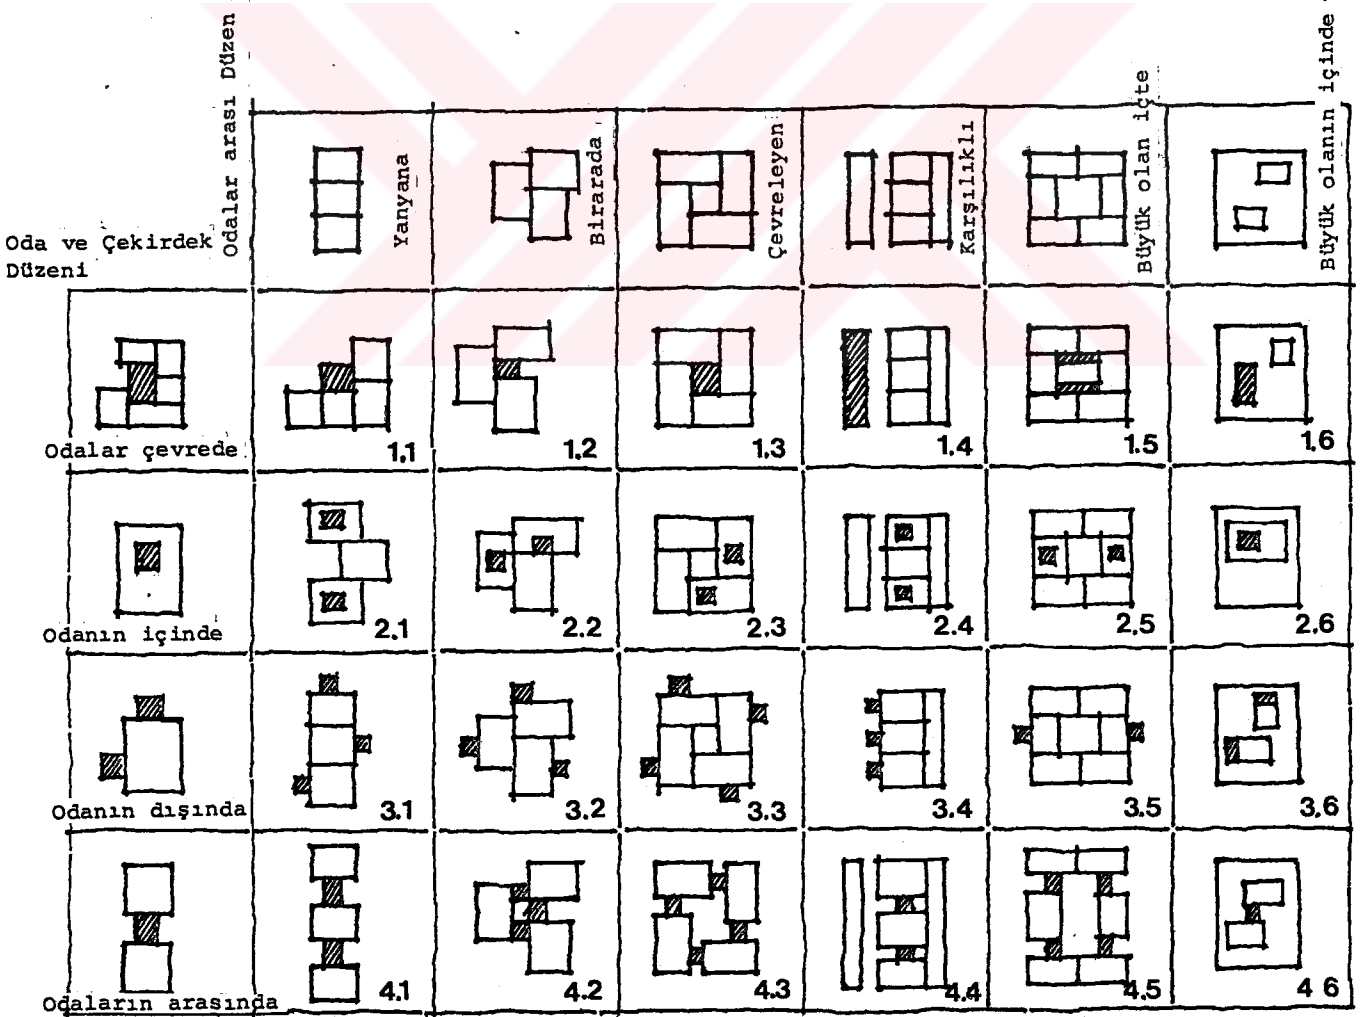 Odalar arası Düzen
Yanyana
Birarada
Çevreleyen
Karşılıklı
Büyük olan içte
Büyük olanın içinde
Oda ve Çekirdek
Düzeni
Odalar çevrede
1.1
1.2
1.3
1.4
1.5
1.6
Odanın içinde
2.1
2.2
2.3
2.4
2.5
2.6
Odanın dışında
3.1
3.2
3.3
3.4
3.5
3.6
Odaların arasında
4.1
4.2
4.3
4.4
4.5
4 6